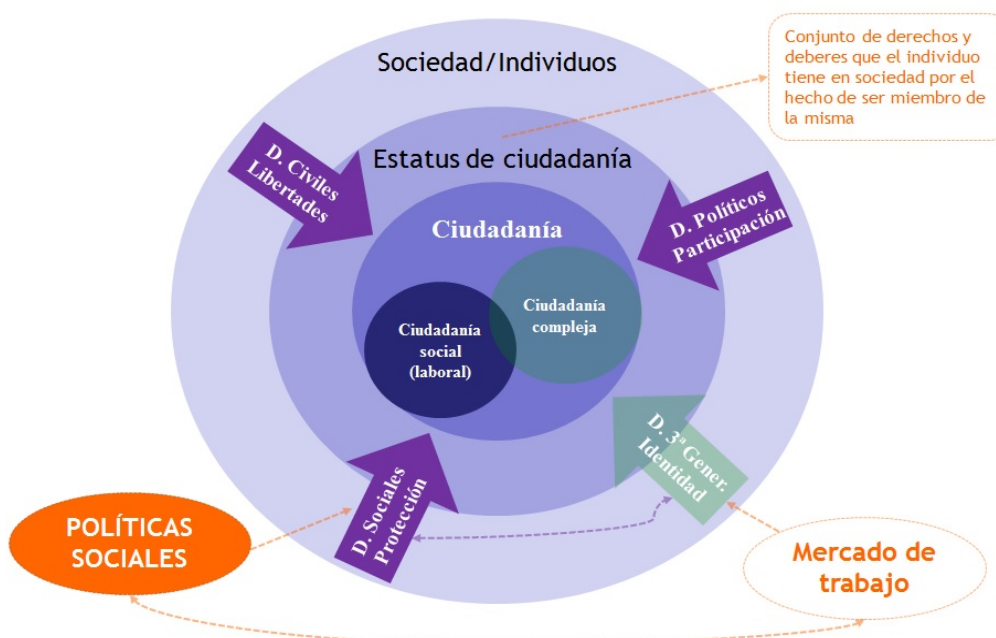 Sociedad/Individuos
Conjunto de derechos y
deberes que el individuo
tiene en sociedad por el
hecho de ser miembro de
la misma
Estatus de ciudadanía
D. Civiles
Libertades
D. Políticos
Participación
Ciudadanía
Ciudadanía
compleja
Ciudadanía
social
(laboral)
D. 3ª Gener.
Identidad
D. Sociales
Protección
POLÍTICAS
SOCIALES
Mercado de
trabajo